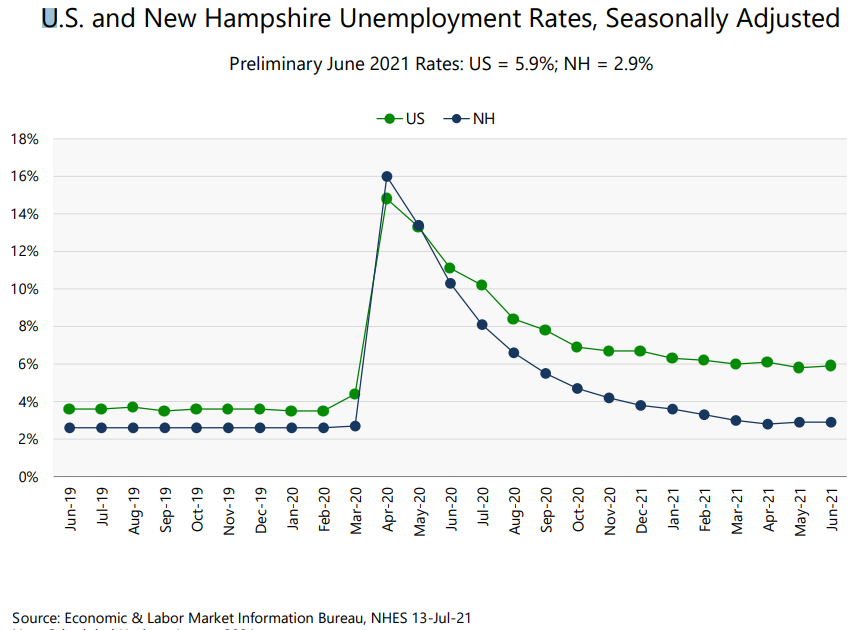 U.S. and New Hampshire Unemployment Rates, Seasonally Adjusted
Preliminary June 2021 Rates: US = 5.9%; NH = 2.9%
US NH
18%
16%
14%
12%
10%
8%
6%
4%
2%
0%
Jun-19
Jul-19
Aug-19
Sep-19
Oct-19
Nov-19
Dec-19
Jan-20
Feb-20
Mar-20
Apr-20
May-20
Jun-20
Jul-20
Aug-20
Sep-20
Oct-20
Nov-20
Dec-21
Jan-21
Feb-21
Mar-21
Apr-21
May-21
Jun-21
Source: Economic & Labor Market Information Bureau, NHES 13-Jul-21